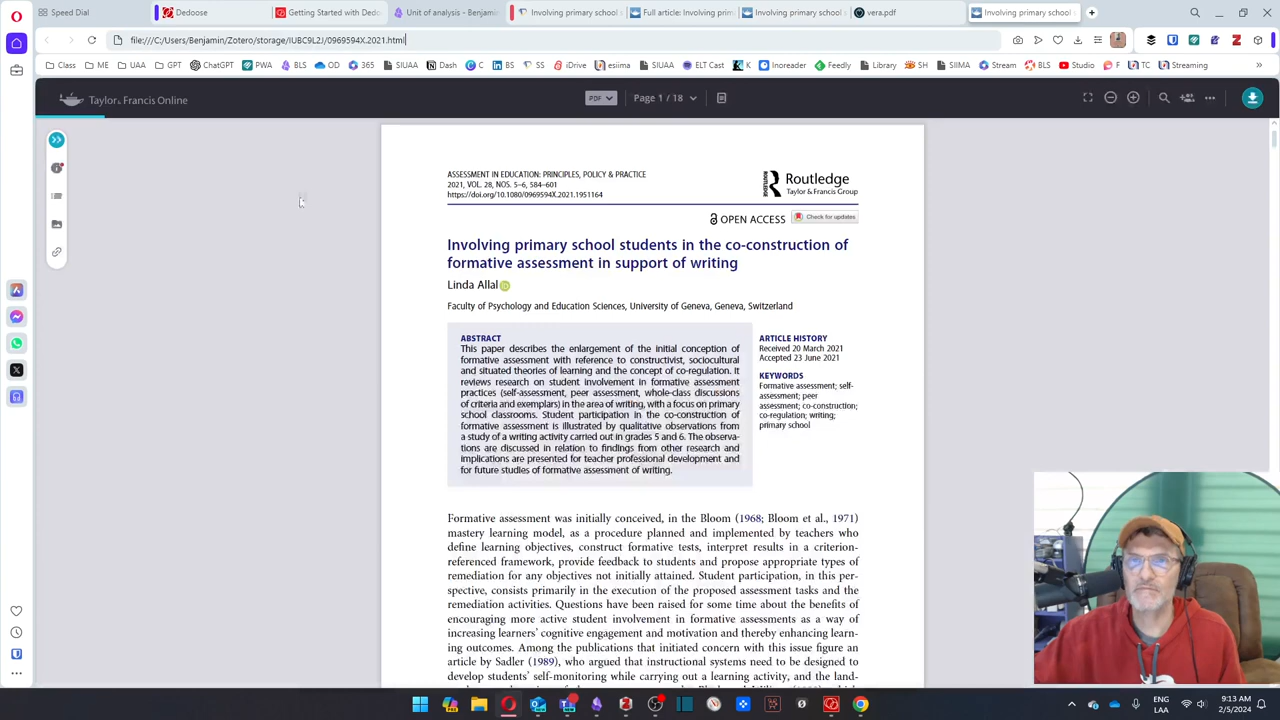 Speed Dial
Dedoose
Getting Started with Dedoo
Unit of analysis - Benjamin
Involving primary school s
Full article: Involving prim
Involving primary school s
vera.pdf
Involving primary school s
file:///C:/Users/Benjamin/Zotero/storage/IUBC9L2J/0969594X.2021.html
Class
ME
UAA
GPT
ChatGPT
PWA
BLS
OD
365
SIUAA
Dash
C
BS
SS
iDrive
esiima
SIUAA
ELT Cast
K
Inoreader
Feedly
Library
SH
SIIMA
Stream
BLS
Studio
F
TC
Streaming
Taylor & Francis Online
PDF
Page 1 / 18
ASSESSMENT IN EDUCATION: PRINCIPLES, POLICY & PRACTICE
2021, VOL. 28, NOS. 5–6, 584–601
https://doi.org/10.1080/0969594X.2021.1951164
Routledge
Taylor & Francis Group
OPEN ACCESS
Check for updates
Involving primary school students in the co-construction of
formative assessment in support of writing
Linda Allal
Faculty of Psychology and Education Sciences, University of Geneva, Geneva, Switzerland
ABSTRACT
This paper describes the enlargement of the initial conception of
formative assessment with reference to constructivist, sociocultural
and situated theories of learning and the concept of co-regulation. It
reviews research on student involvement in formative assessment
practices (self-assessment, peer assessment, whole-class discussions
of criteria and exemplars) in the area of writing, with a focus on primary
school classrooms. Student participation in the co-construction of
formative assessment is illustrated by qualitative observations from
a study of a writing activity carried out in grades 5 and 6. The observa-
tions are discussed in relation to findings from other research and
implications are presented for teacher professional development and
for future studies of formative assessment of writing.
ARTICLE HISTORY
Received 20 March 2021
Accepted 23 June 2021
KEYWORDS
Formative assessment; self-
assessment; peer
assessment; co-construction;
co-regulation; writing;
primary school
Formative assessment was initially conceived, in the Bloom (1968; Bloom et al., 1971)
mastery learning model, as a procedure planned and implemented by teachers who
define learning objectives, construct formative tests, interpret results in a criterion-
referenced framework, provide feedback to students and propose appropriate types of
remediation for any objectives not initially attained. Student participation, in this per-
spective, consists primarily in the execution of the proposed assessment tasks and the
remediation activities. Questions have been raised for some time about the benefits of
encouraging more active student involvement in formative assessments as a way of
increasing learners' cognitive engagement and motivation and thereby enhancing learn-
ing outcomes. Among the publications that initiated concern with this issue figure an
article by Sadler (1989), who argued that instructional systems need to be designed to
develop students' self-monitoring while carrying out a learning activity, and the land-
ENG
LAA
9:13 AM
2/5/2024